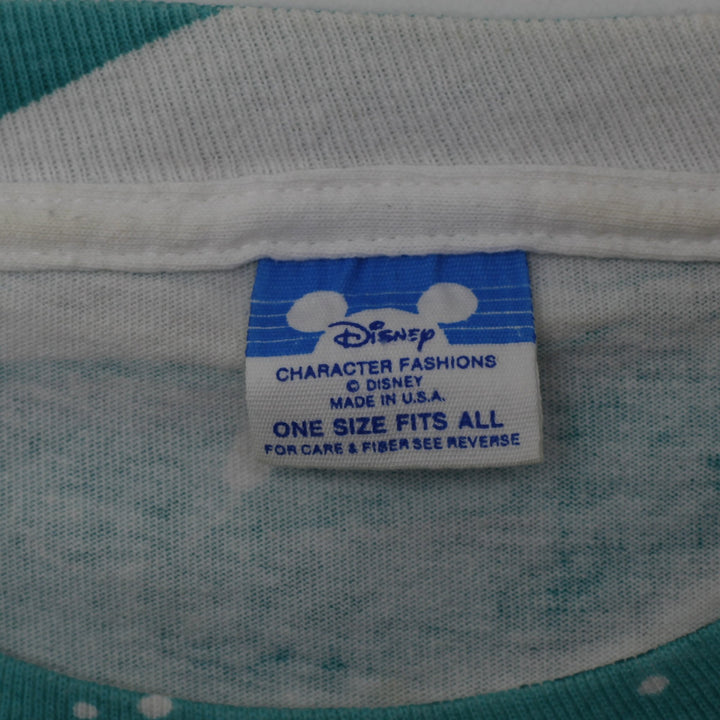 Disney
CHARACTER FASHIONS
© DISNEY
MADE IN U.S.A.
ONE SIZE FITS ALL
FOR CARE & FIBER SEE REVERSE